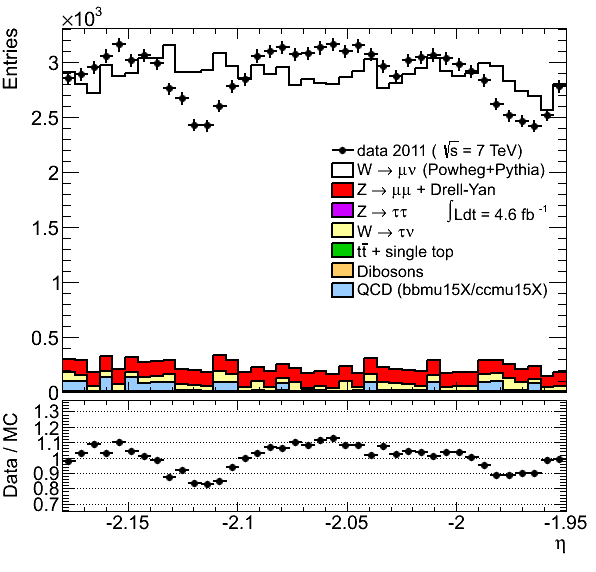 ×10³
Entries
3
2.5
2
1.5
1
0.5
0
data 2011 ( √s = 7 TeV)
W → μν (Powheg+Pythia)
Z → μμ + Drell-Yan
Z → ττ ∫Ldt = 4.6 fb⁻¹
W → τν
tt̄ + single top
Dibosons
QCD (bbmu15X/ccmu15X)
Data / MC
1.3
1.2
1.1
1
0.9
0.8
0.7
-2.15 -2.1 -2.05 -2 -1.95
η